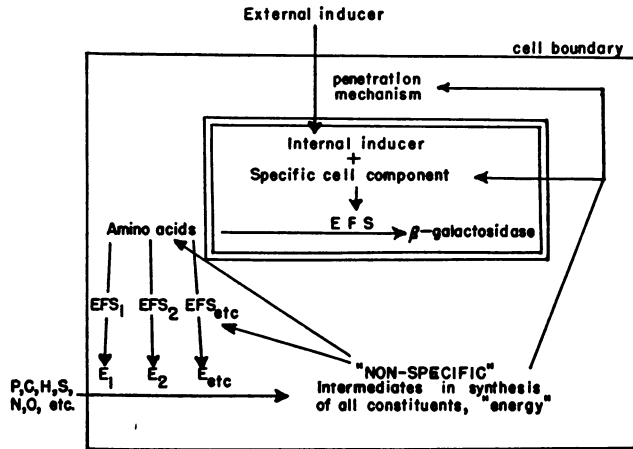 External inducer
cell boundary
penetration
mechanism
Internal inducer
+
Specific cell component
E F S
Amino acids
β-galactosidase
EFS1 EFS2 EFSetc
E1 E2 Eetc
"NON-SPECIFIC"
P,C,H,S, Intermediates in synthesis
N,O, etc. of all constituents, "energy"